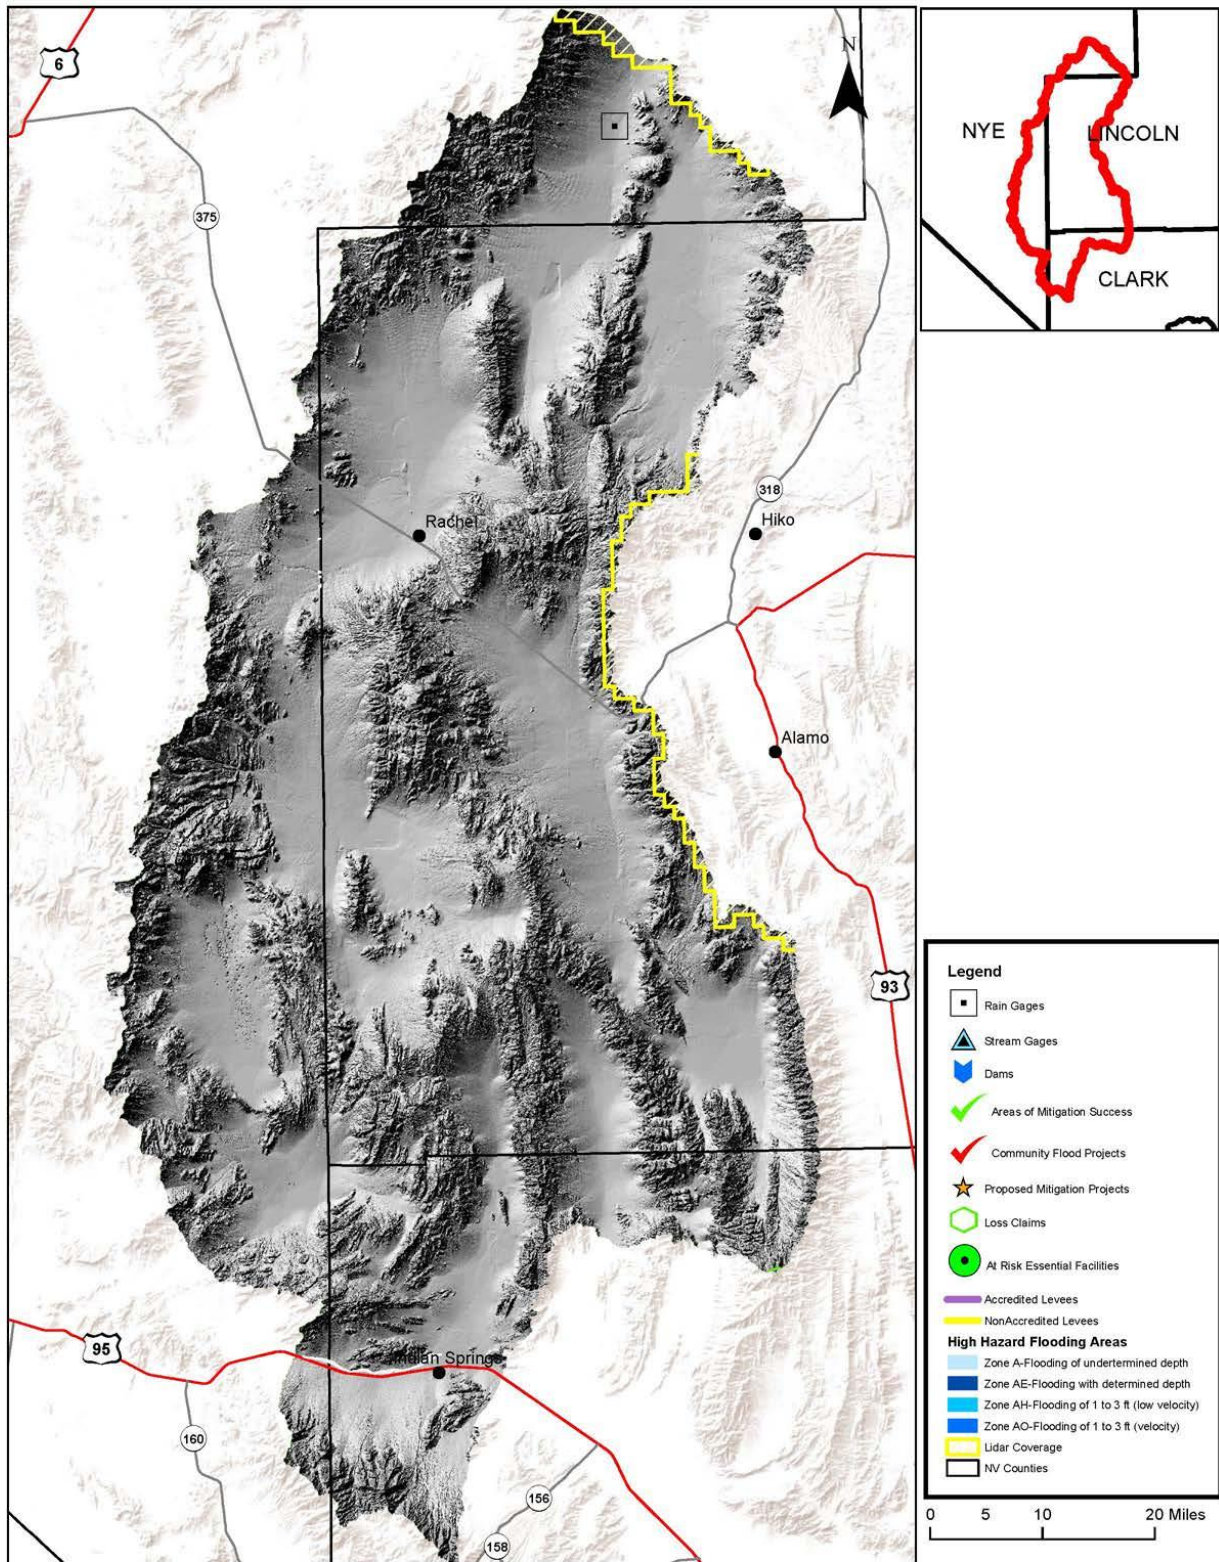 6
N
375
318
Rachel
Hiko
Alamo
93
95
Indian Springs
160
156
158
NYE
LINCOLN
CLARK
Legend
Rain Gages
Stream Gages
Dams
Areas of Mitigation Success
Community Flood Projects
Proposed Mitigation Projects
Loss Claims
At Risk Essential Facilities
Accredited Levees
NonAccredited Levees
High Hazard Flooding Areas
Zone A-Flooding of undertermined depth
Zone AE-Flooding with determined depth
Zone AH-Flooding of 1 to 3 ft (low velocity)
Zone AO-Flooding of 1 to 3 ft (velocity)
Lidar Coverage
NV Counties
0 5 10 20 Miles